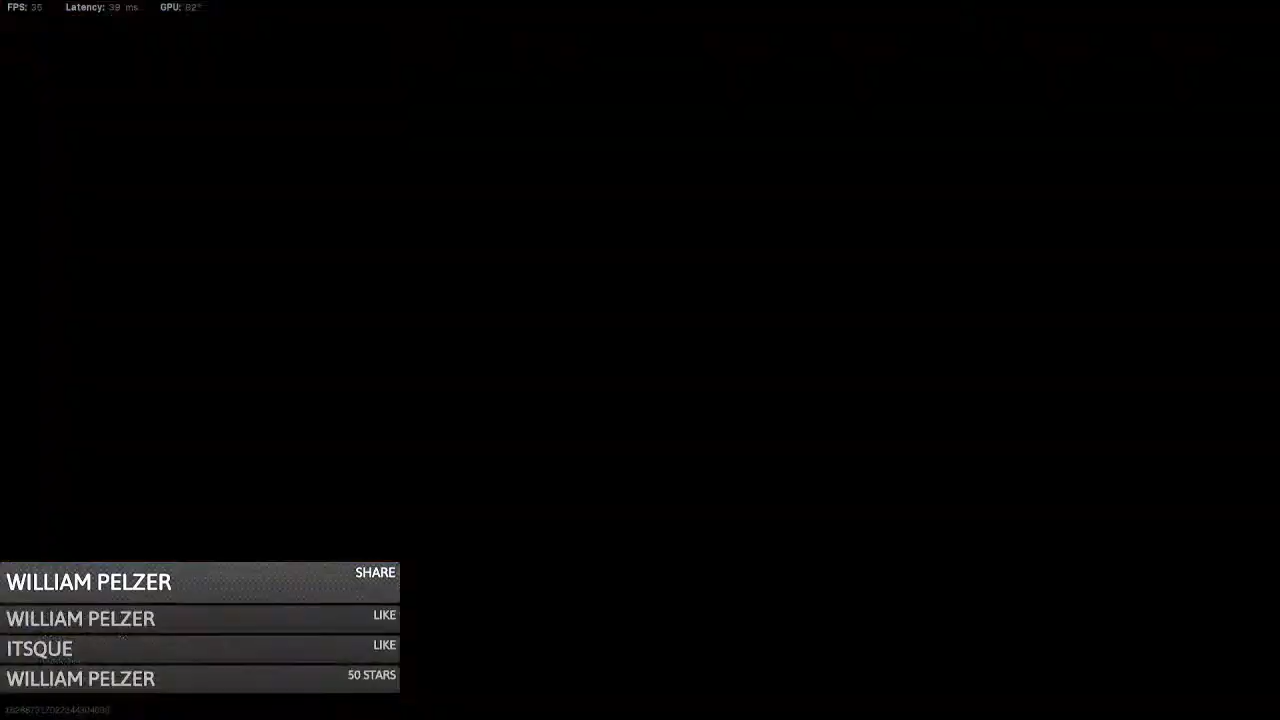 FPS: 35 Latency: 39 ms GPU: 82°
WILLIAM PELZER SHARE
WILLIAM PELZER LIKE
ITSQUE LIKE
WILLIAM PELZER 50 STARS